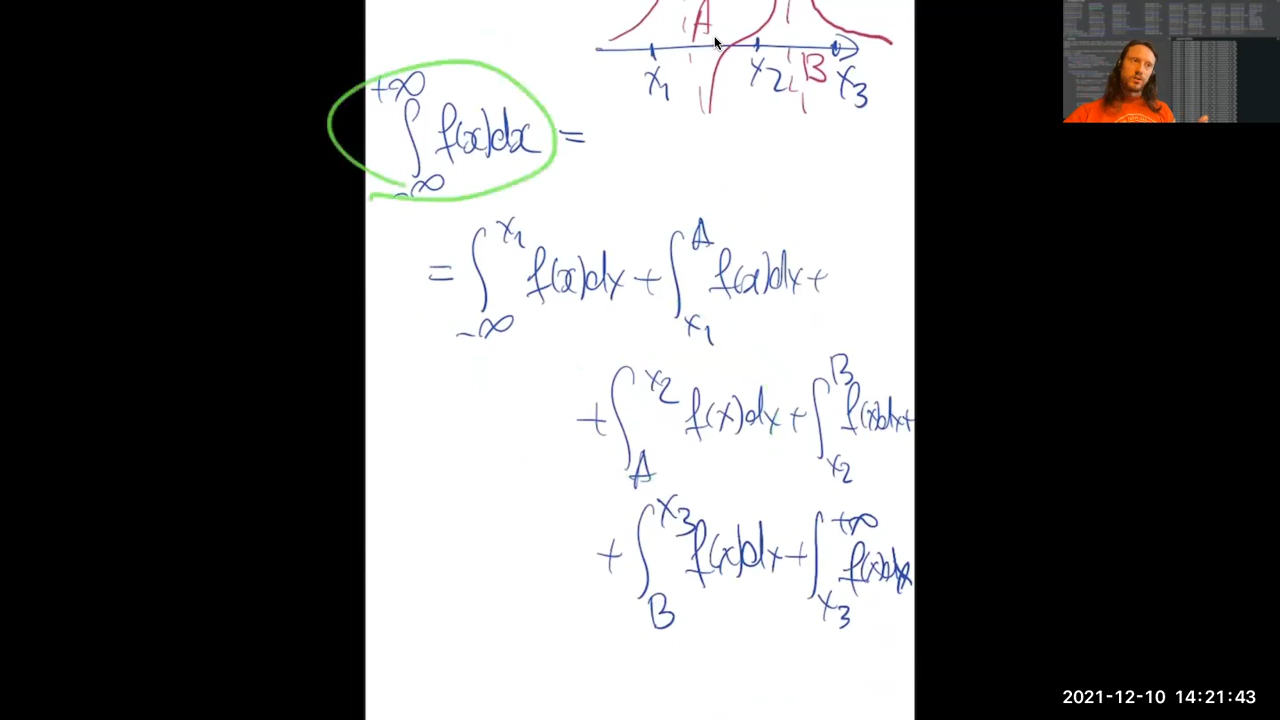 A
x₁ x₂ B x₃
∫_{-∞}^{+∞} f(x)dx =
= ∫_{-∞}^{x₁} f(x)dx + ∫_{x₁}^{A} f(x)dx +
+ ∫_{A}^{x₂} f(x)dx + ∫_{x₂}^{B} f(x)dx +
+ ∫_{B}^{x₃} f(x)dx + ∫_{x₃}^{+∞} f(x)dx
2021-12-10 14:21:43